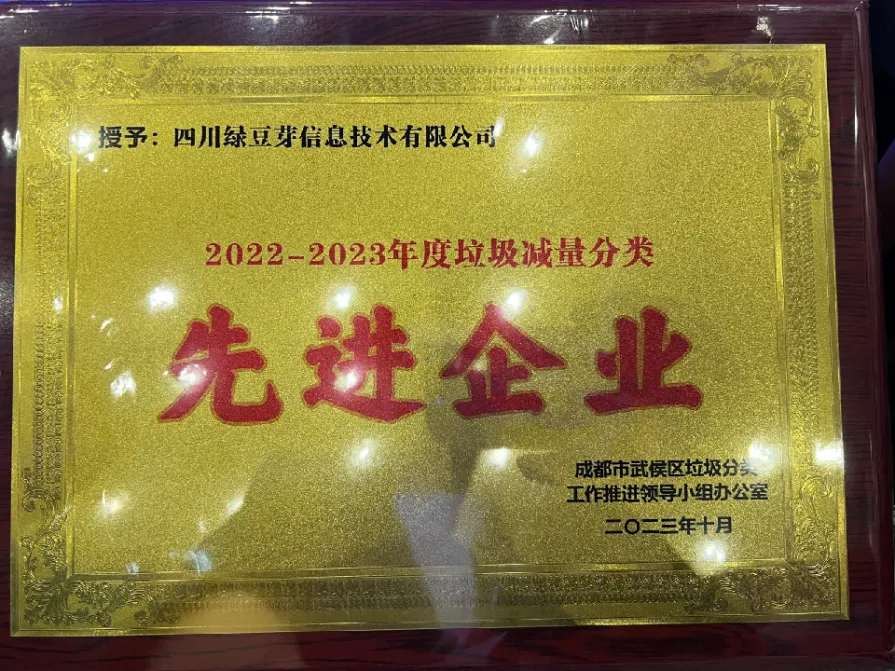 授予：四川绿豆芽信息技术有限公司
2022-2023年度垃圾减量分类
先进企业
成都市武侯区垃圾分类
工作推进领导小组办公室
二〇二三年十月